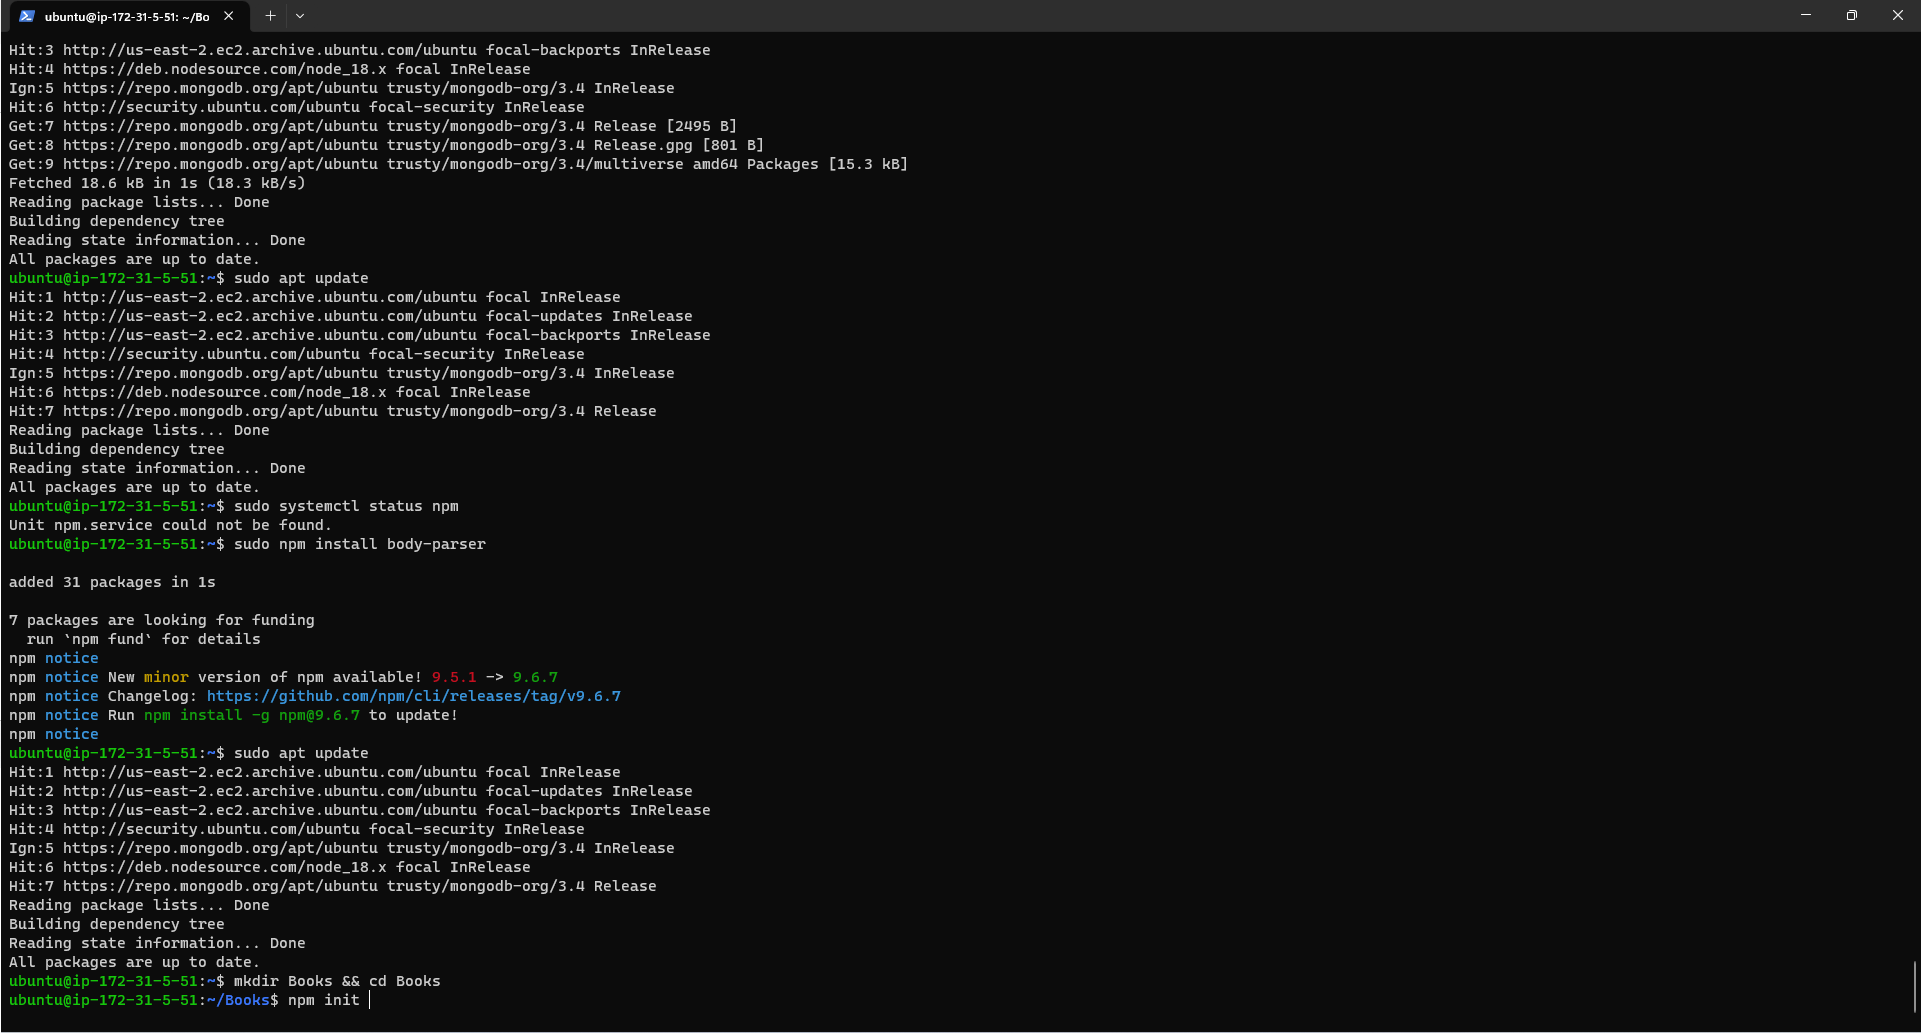 ubuntu@ip-172-31-5-51: ~/Bo
Hit:3 http://us-east-2.ec2.archive.ubuntu.com/ubuntu focal-backports InRelease
Hit:4 https://deb.nodesource.com/node_18.x focal InRelease
Ign:5 https://repo.mongodb.org/apt/ubuntu trusty/mongodb-org/3.4 InRelease
Hit:6 http://security.ubuntu.com/ubuntu focal-security InRelease
Get:7 https://repo.mongodb.org/apt/ubuntu trusty/mongodb-org/3.4 Release [2495 B]
Get:8 https://repo.mongodb.org/apt/ubuntu trusty/mongodb-org/3.4 Release.gpg [801 B]
Get:9 https://repo.mongodb.org/apt/ubuntu trusty/mongodb-org/3.4/multiverse amd64 Packages [15.3 kB]
Fetched 18.6 kB in 1s (18.3 kB/s)
Reading package lists... Done
Building dependency tree
Reading state information... Done
All packages are up to date.
ubuntu@ip-172-31-5-51:~$ sudo apt update
Hit:1 http://us-east-2.ec2.archive.ubuntu.com/ubuntu focal InRelease
Hit:2 http://us-east-2.ec2.archive.ubuntu.com/ubuntu focal-updates InRelease
Hit:3 http://us-east-2.ec2.archive.ubuntu.com/ubuntu focal-backports InRelease
Hit:4 http://security.ubuntu.com/ubuntu focal-security InRelease
Ign:5 https://repo.mongodb.org/apt/ubuntu trusty/mongodb-org/3.4 InRelease
Hit:6 https://deb.nodesource.com/node_18.x focal InRelease
Hit:7 https://repo.mongodb.org/apt/ubuntu trusty/mongodb-org/3.4 Release
Reading package lists... Done
Building dependency tree
Reading state information... Done
All packages are up to date.
ubuntu@ip-172-31-5-51:~$ sudo systemctl status npm
Unit npm.service could not be found.
ubuntu@ip-172-31-5-51:~$ sudo npm install body-parser
added 31 packages in 1s
7 packages are looking for funding
run `npm fund` for details
npm notice
npm notice New minor version of npm available! 9.5.1 -> 9.6.7
npm notice Changelog: https://github.com/npm/cli/releases/tag/v9.6.7
npm notice Run npm install -g npm@9.6.7 to update!
npm notice
ubuntu@ip-172-31-5-51:~$ sudo apt update
Hit:1 http://us-east-2.ec2.archive.ubuntu.com/ubuntu focal InRelease
Hit:2 http://us-east-2.ec2.archive.ubuntu.com/ubuntu focal-updates InRelease
Hit:3 http://us-east-2.ec2.archive.ubuntu.com/ubuntu focal-backports InRelease
Hit:4 http://security.ubuntu.com/ubuntu focal-security InRelease
Ign:5 https://repo.mongodb.org/apt/ubuntu trusty/mongodb-org/3.4 InRelease
Hit:6 https://deb.nodesource.com/node_18.x focal InRelease
Hit:7 https://repo.mongodb.org/apt/ubuntu trusty/mongodb-org/3.4 Release
Reading package lists... Done
Building dependency tree
Reading state information... Done
All packages are up to date.
ubuntu@ip-172-31-5-51:~$ mkdir Books && cd Books
ubuntu@ip-172-31-5-51:~/Books$ npm init